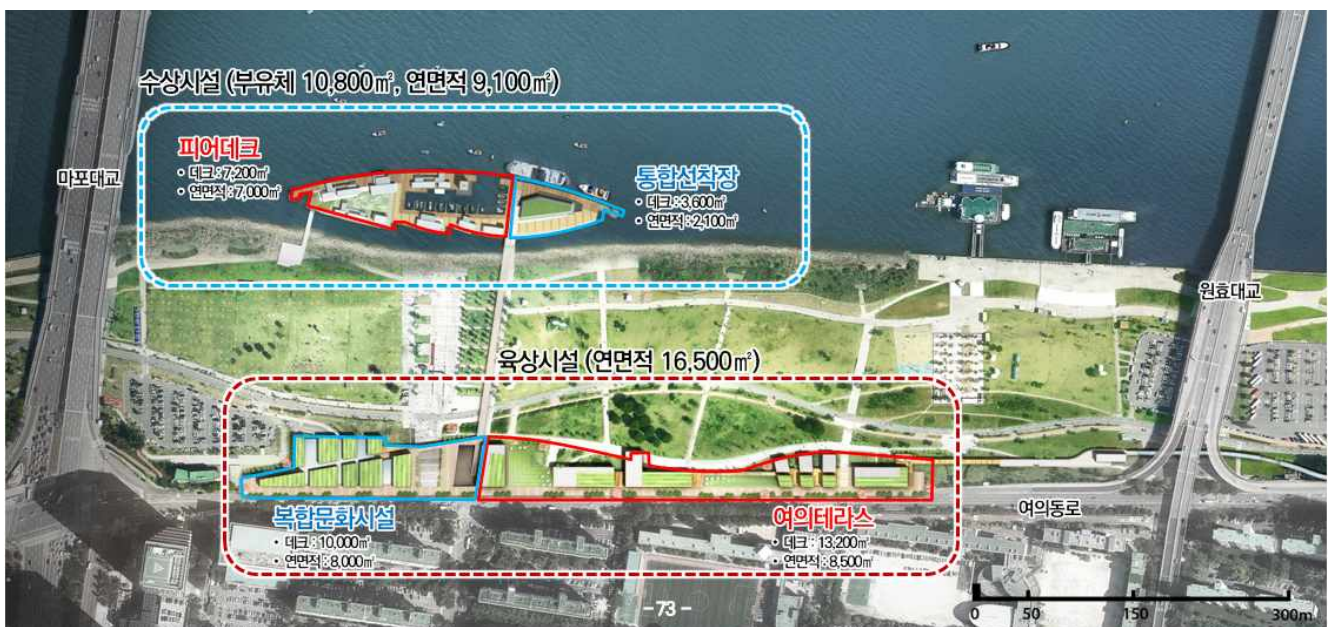 수상시설 (부유체 10,800㎡, 연면적 9,100㎡)
피어데크
• 데크 : 7,200㎡
• 연면적 : 7,000㎡
통합선착장
• 데크 : 3,600㎡
• 연면적 : 2,100㎡
마포대교
원효대교
육상시설 (연면적 16,500㎡)
복합문화시설
• 데크 : 10,000㎡
• 연면적 : 8,000㎡
여의테라스
• 데크 : 13,200㎡
• 연면적 : 8,500㎡
여의동로
- 73 -
0 50 150 300m